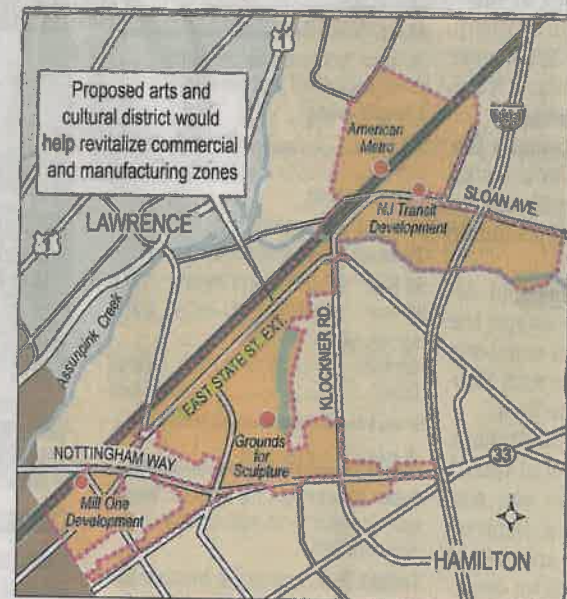 1
Proposed arts and
cultural district would
help revitalize commercial
and manufacturing zones
American
Metro
SLOAN AVE.
NJ Transit
Development
LAWRENCE
1
Assunpink Creek
EAST STATE ST. EXT.
KLOCKNER RD.
Grounds
for
Sculpture
NOTTINGHAM WAY
33
Mill One
Development
HAMILTON